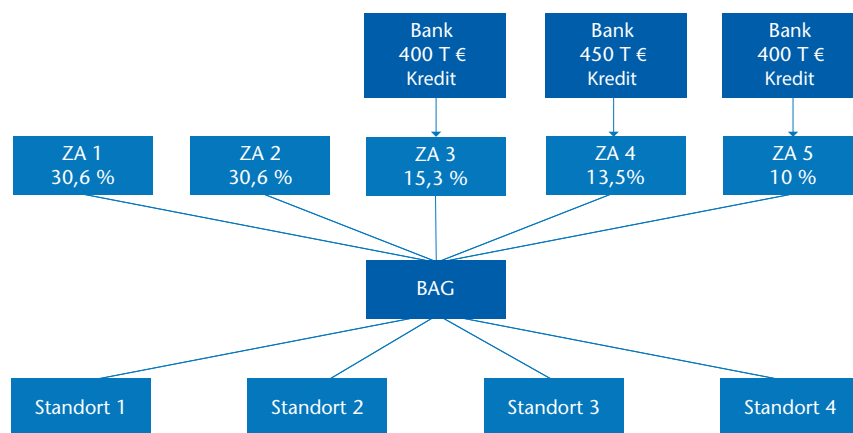 Bank
400 T €
Kredit
Bank
450 T €
Kredit
Bank
400 T €
Kredit
ZA 1
30,6 %
ZA 2
30,6 %
ZA 3
15,3 %
ZA 4
13,5%
ZA 5
10 %
BAG
Standort 1
Standort 2
Standort 3
Standort 4